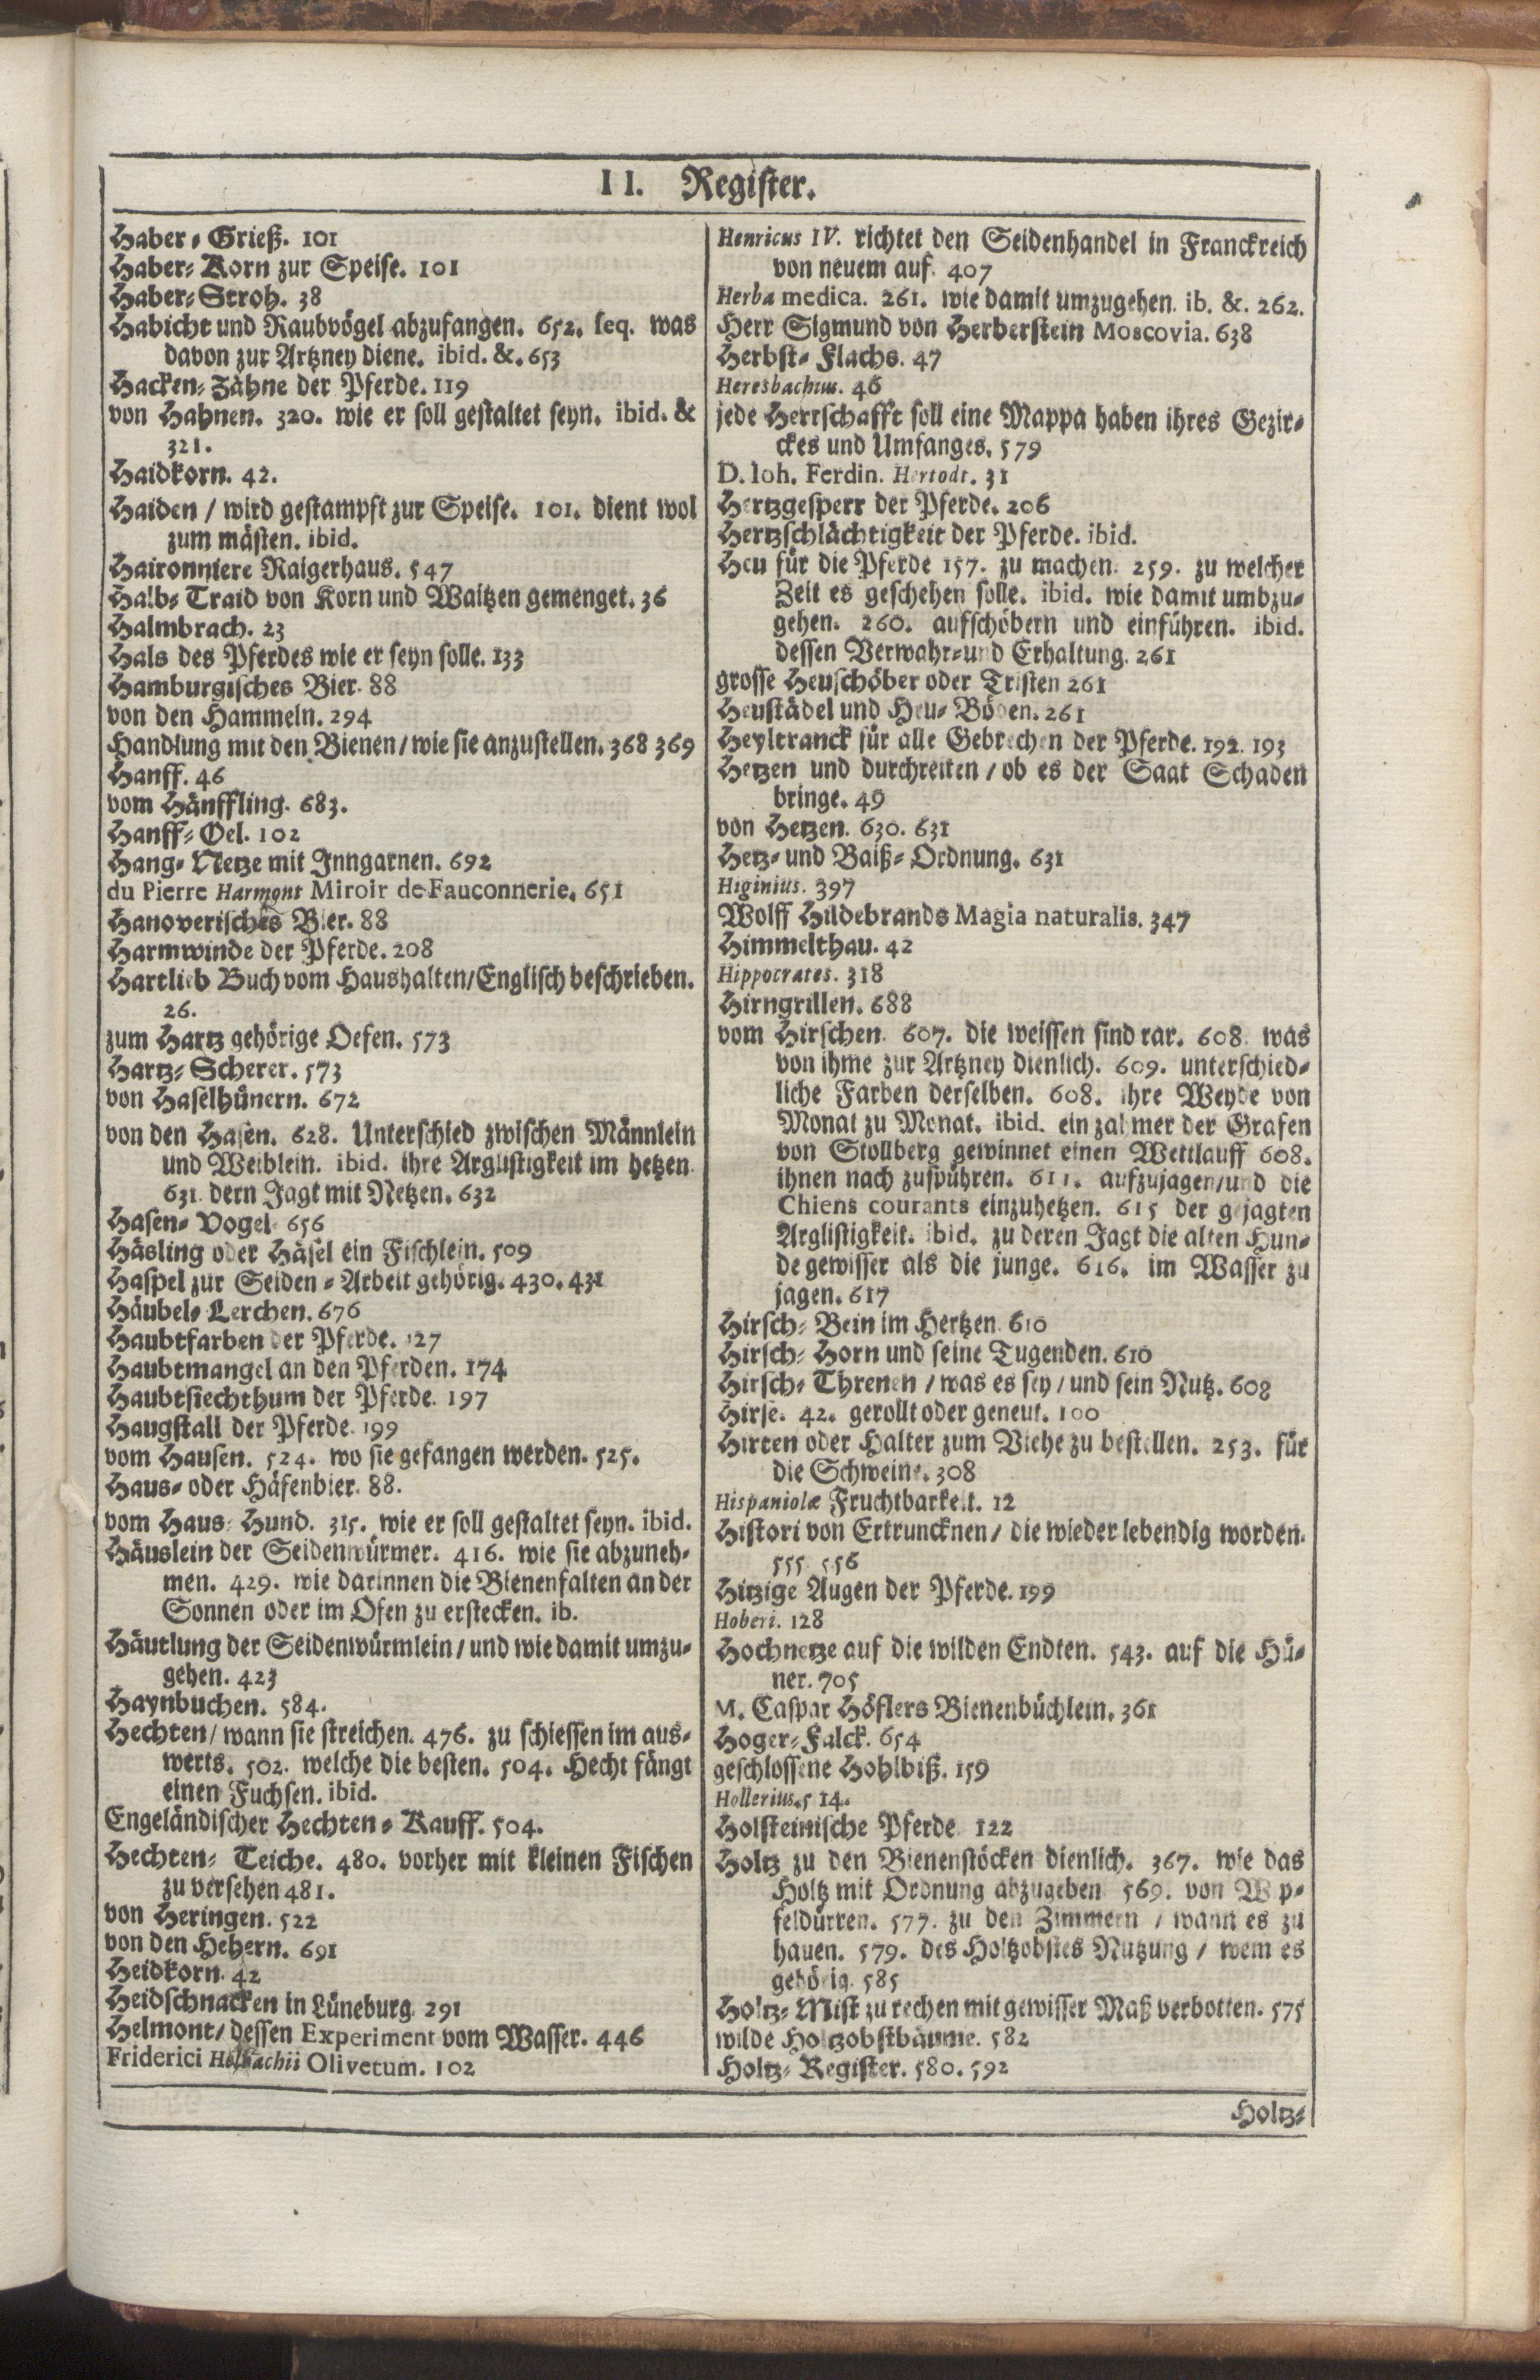 II. Register.
Haber-Grieß. 101
Haber-Korn zur Speise. 101
Haber-Stroh. 38
Habicht und Raubvögel abzufangen. 652. seq. was
davon zur Artzney diene. ibid. &. 653
Hacken-Zähne der Pferde. 119
von Hahnen. 320. wie er soll gestaltet seyn. ibid. &
321.
Haidkorn. 42.
Haiden / wird gestampft zur Speise. 101. dient wol
zum mästen. ibid.
Haironniere Raigerhaus. 547
Halb-Traid von Korn und Waitzen gemenget. 36
Halmbrach. 23
Hals des Pferdes wie er seyn solle. 133
Hamburgisches Bier. 88
von den Hammeln. 294
Handlung mit den Bienen / wie sie anzustellen. 368 369
Hanff. 46
vom Hänffling. 683.
Hanff-Oel. 102
Hang-Netze mit Inngarnen. 692
du Pierre Harmont Miroir de Fauconnerie. 651
Hanoverisches Bier. 88
Harmwinde der Pferde. 208
Hartlieb Buch vom Haushalten/Englisch beschrieben.
26.
zum Hartz gehörige Oefen. 573
Hartz-Scherer. 573
von Haselhünern. 672
von den Hasen. 628. Unterschied zwischen Männlein
und Weiblein. ibid. ihre Arglistigkeit im hetzen
631. dern Jagt mit Netzen. 632
Hasen-Vogel 656
Häsling oder Häsel ein Fischlein. 509
Haspel zur Seiden-Arbeit gehörig. 430. 431
Häubel-Lerchen. 676
Haubtfarben der Pferde. 127
Haubtmangel an den Pferden. 174
Haubtsiechthum der Pferde. 197
Haugstall der Pferde. 199
vom Hausen. 524. wo sie gefangen werden. 525.
Haus- oder Häfenbier. 88.
vom Haus-Hund. 315. wie er soll gestaltet seyn. ibid.
Häuslein der Seidenwürmer. 416. wie sie abzuneh-
men. 429. wie darinnen die Bienenfalten an der
Sonnen oder im Ofen zu erstecken. ib.
Häutlung der Seidenwürmlein / und wie damit umzu-
gehen. 423
Haynbuchen. 584.
Hechten / wann sie streichen. 476. zu schiessen im aus-
werts. 502. welche die besten. 504. Hecht fängt
einen Fuchsen. ibid.
Engeländischer Hechten-Kauff. 504.
Hechten-Teiche. 480. vorher mit kleinen Fischen
zu versehen 481.
von Heringen. 522
von den Hehern. 691
Heidkorn. 42
Heidschnacken in Lüneburg. 291
Helmont / dessen Experiment vom Wasser. 446
Friderici Olivetum. 102
Henricus IV. richtet den Seidenhandel in Franckreich
von neuem auf. 407
Herba medica. 261. wie damit umzugehen. ib. &. 262.
Herr Sigmund von Herberstein Moscovia. 638
Herbst-Flachs. 47
Heresbachius. 46
jede Herrschafft soll eine Mappa haben ihres Gezir-
ckes und Umfanges. 579
D. Joh. Ferdin. Hertodt. 31
Hertzgesperr der Pferde. 206
Hertzschlächtigkeit der Pferde. ibid.
Heu für die Pferde 157. zu machen. 259. zu welcher
Zeit es geschehen solle. ibid. wie damit umbzu-
gehen. 260. aufschöbern und einführen. ibid.
dessen Verwahr- und Erhaltung. 261
grosse Heuschöber oder Tristen 261
Heustädel und Heu-Böden. 261
Heyltranck für alle Gebrechen der Pferde. 192. 193
Hetzen und durchreiten / ob es der Saat Schaden
bringe. 49
von Hetzen. 630. 631
Hetz- und Baiß-Ordnung. 631
Higinius. 397
Wolff Hildebrands Magia naturalis. 347
Himmelthau. 42
Hippocrates. 318
Hirngrillen. 688
vom Hirschen. 607. die weissen sind rar. 608. was
von ihme zur Artzney dienlich. 609. unterschied-
liche Farben derselben. 608. ihre Weyde von
Monat zu Monat. ibid. ein zahmer der Grafen
von Stollberg gewinnet einen Wettlauff 608.
ihnen nach zuspühren. 611. aufzujagen/und die
Chiens courants einzuhetzen. 615 der gejagten
Arglistigkeit. ibid. zu deren Jagt die alten Hun-
de gewisser als die junge. 616. im Wasser zu
jagen. 617
Hirsch-Bein im Hertzen. 610
Hirsch-Horn und seine Tugenden. 610
Hirsch-Threnen / was es sey / und sein Nutz. 608
Hirse. 42. gerollt oder geneut. 100
Hirten oder Halter zum Viehe zu bestellen. 253. für
die Schweine. 308
Hispaniolæ Fruchtbarkeit. 12
Histori von Ertrunckenen / die wieder lebendig worden.
555. 556
Hitzige Augen der Pferde. 199
Hoberi. 128
Hochnetze auf die wilden Endten. 543. auf die Hü-
ner. 705
M. Caspar Höflers Bienenbüchlein. 361
Hoger-Falck. 654
geschlossene Hohlbiß. 159
Hollerius. 514.
Holsteinische Pferde 122
Holtz zu den Bienenstöcken dienlich. 367. wie das
Holtz mit Ordnung abzugeben 569. von Wip-
feldürren. 577. zu den Zimmern / wann es zu
hauen. 579. des Holtzobstes Nutzung / wem es
gehörig. 585
Holtz-Mist zu rechen mit gewisser Maß verbotten. 575
wilde Holtzobstbäume. 582
Holtz-Register. 580. 592
Holtz-